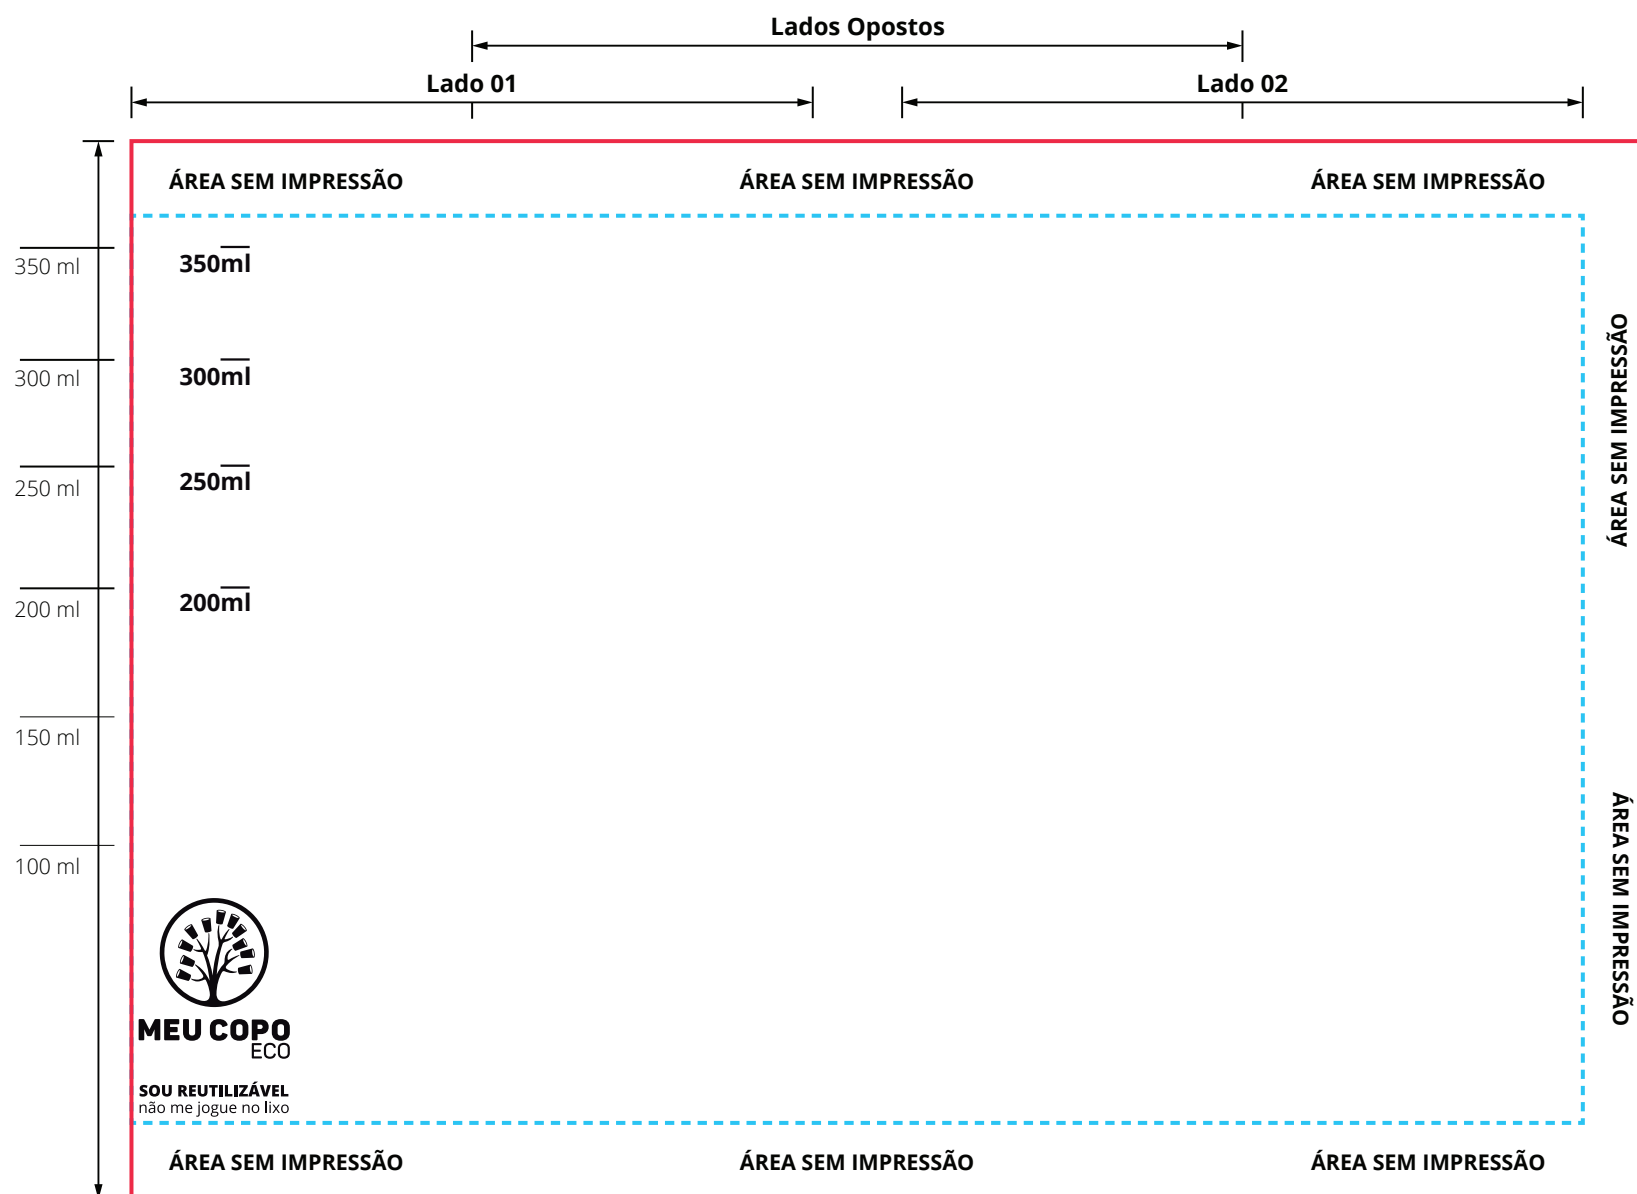 Lados Opostos
Lado 01
Lado 02
ÁREA SEM IMPRESSÃO
ÁREA SEM IMPRESSÃO
ÁREA SEM IMPRESSÃO
350 ml
350ml
300 ml
300ml
250 ml
250ml
200 ml
200ml
150 ml
100 ml
ÁREA SEM IMPRESSÃO
ÁREA SEM IMPRESSÃO
MEU COPO
ECO
SOU REUTILIZÁVEL
não me jogue no lixo
ÁREA SEM IMPRESSÃO
ÁREA SEM IMPRESSÃO
ÁREA SEM IMPRESSÃO